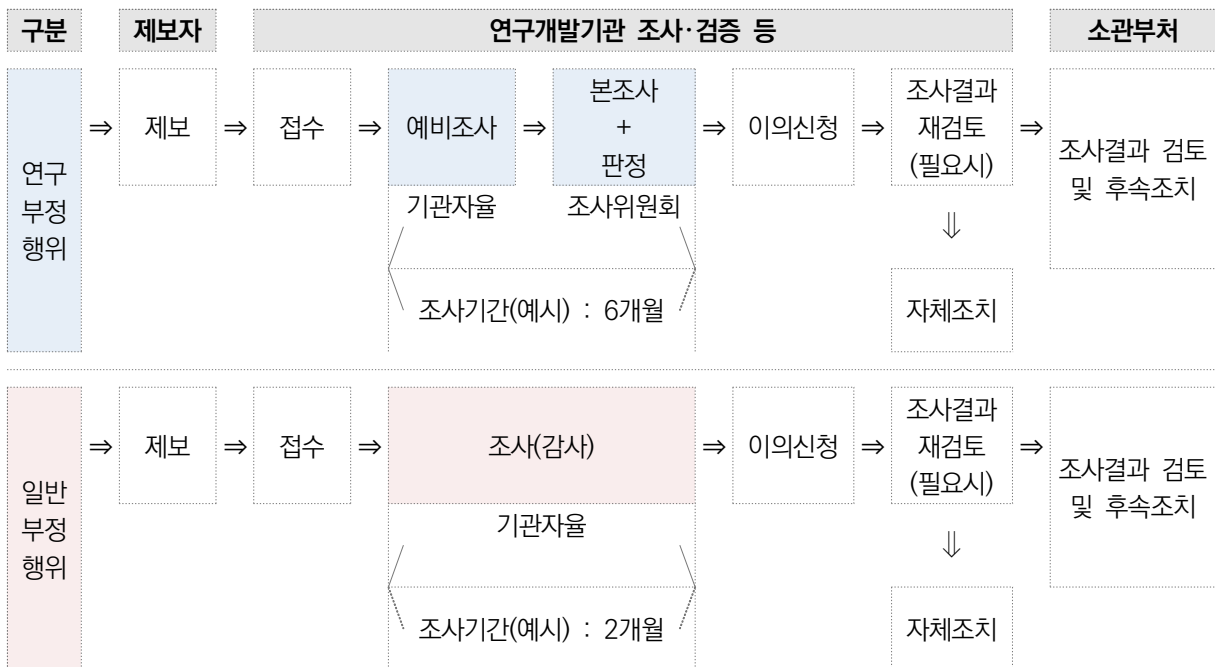 구분 제보자 연구개발기관 조사·검증 등 소관부처
연구
부정
행위
⇒ 제보 ⇒ 접수 ⇒ 예비조사 ⇒
본조사
+
판정
⇒ 이의신청 ⇒
조사결과
재검토
(필요시)
⇒
조사결과 검토
및 후속조치
기관자율 조사위원회
⇓
조사기간(예시) : 6개월
자체조치
일반
부정
행위
⇒ 제보 ⇒ 접수 ⇒ 조사(감사) ⇒ 이의신청 ⇒
조사결과
재검토
(필요시)
⇒
조사결과 검토
및 후속조치
기관자율
⇓
조사기간(예시) : 2개월
자체조치